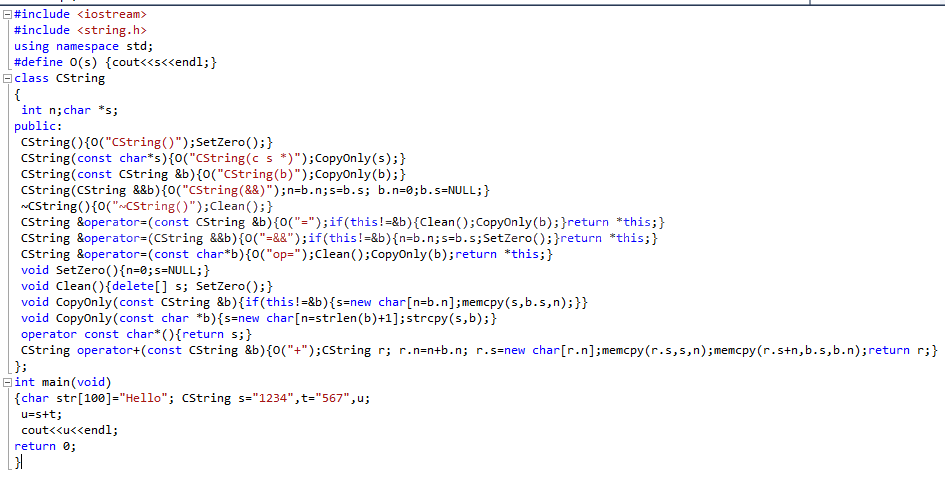 #include <iostream>
#include <string.h>
using namespace std;
#define O(s) {cout<<s<<endl;}
class CString
{
int n;char *s;
public:
CString(){O("CString()");SetZero();}
CString(const char*s){O("CString(c s *)");CopyOnly(s);}
CString(const CString &b){O("CString(b)");CopyOnly(b);}
CString(CString &&b){O("CString(&&)");n=b.n;s=b.s; b.n=0;b.s=NULL;}
~CString(){O("~CString()");Clean();}
CString &operator=(const CString &b){O("=");if(this!=&b){Clean();CopyOnly(b);}return *this;}
CString &operator=(CString &&b){O("=&&");if(this!=&b){n=b.n;s=b.s;SetZero();}return *this;}
CString &operator=(const char*b){O("op=");Clean();CopyOnly(b);return *this;}
void SetZero(){n=0;s=NULL;}
void Clean(){delete[] s; SetZero();}
void CopyOnly(const CString &b){if(this!=&b){s=new char[n=b.n];memcpy(s,b.s,n);}}
void CopyOnly(const char *b){s=new char[n=strlen(b)+1];strcpy(s,b);}
operator const char*(){return s;}
CString operator+(const CString &b){O("+");CString r; r.n=n+b.n; r.s=new char[r.n];memcpy(r.s,s,n);memcpy(r.s+n,b.s,b.n);return r;}
};
int main(void)
{char str[100]="Hello"; CString s="1234",t="567",u;
u=s+t;
cout<<u<<endl;
return 0;
}